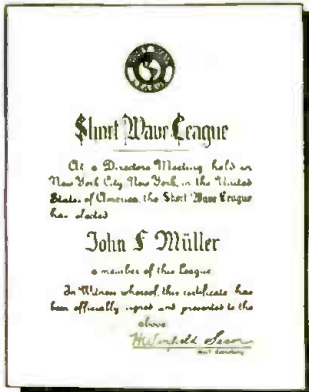 Short Wave League
At a Directors Meeting held in
New York City, New York, in the United
States of America, the Short Wave League
has elected
John F Müller
a member of this league
In Witness whereof, this certificate has
been officially signed and presented to the
above
H Winfield Secor